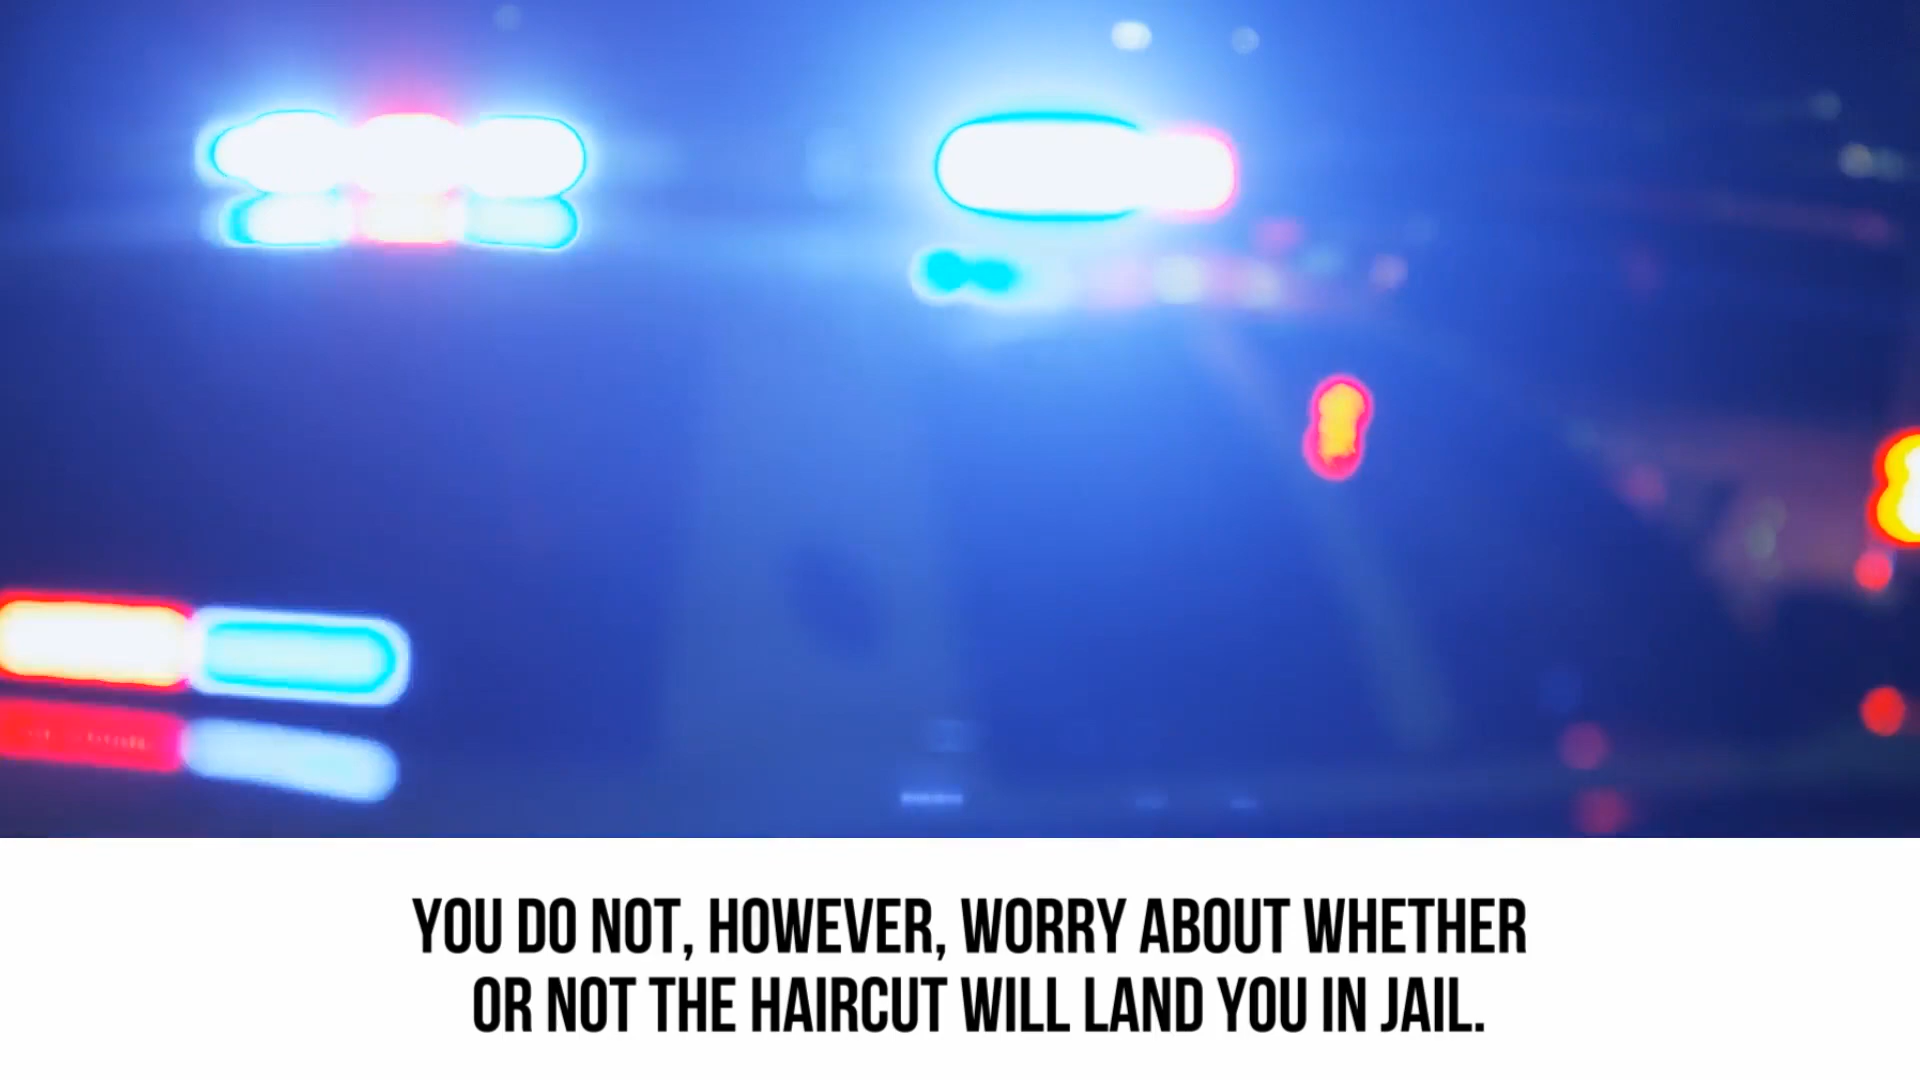 YOU DO NOT, HOWEVER, WORRY ABOUT WHETHER
OR NOT THE HAIRCUT WILL LAND YOU IN JAIL.